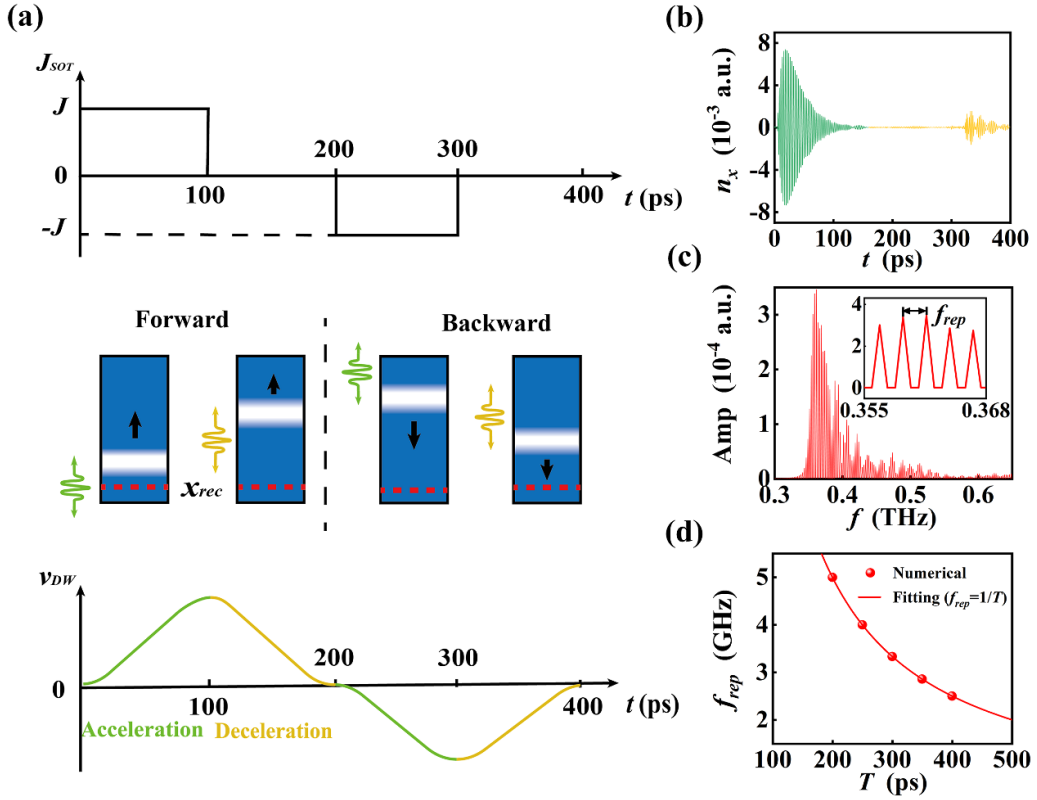 (a)
J_SOT
J
0
-J
100
200
300
400
t (ps)
Forward
Backward
x_rec
v_DW
0
100
200
300
400
t (ps)
Acceleration
Deceleration
(b)
n_x (10^-3 a.u.)
8
4
0
-4
-8
0
100
200
300
400
t (ps)
(c)
Amp (10^-4 a.u.)
3
2
1
0
0.3
0.4
0.5
0.6
f (THz)
4
2
0
f_rep
0.355
0.368
(d)
f_rep (GHz)
5
4
3
2
Numerical
Fitting (f_rep=1/T)
100
200
300
400
500
T (ps)